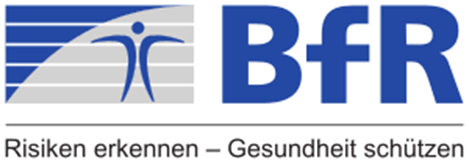 BfR
Risiken erkennen – Gesundheit schützen